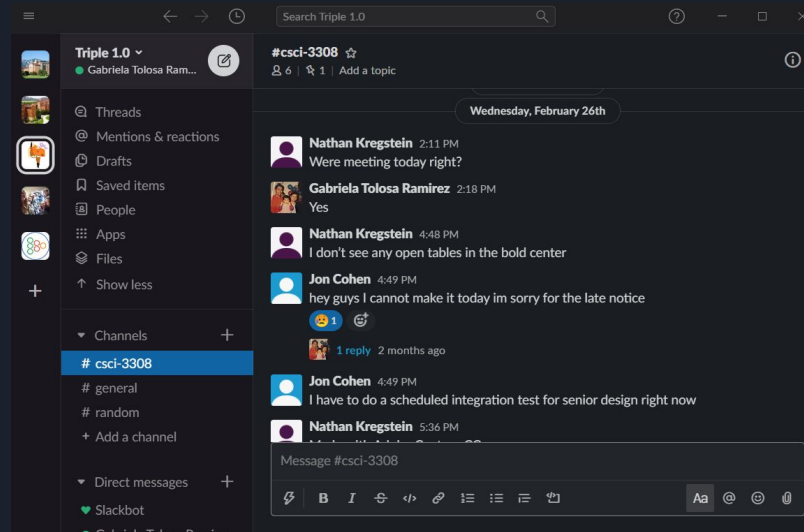 Search Triple 1.0
Triple 1.0
Gabriela Tolosa Ram...
Threads
Mentions & reactions
Drafts
Saved items
People
Apps
Files
Show less
Channels
# csci-3308
# general
# random
+ Add a channel
Direct messages
Slackbot
#csci-3308
6 | 1 | Add a topic
Wednesday, February 26th
Nathan Kregstein 2:11 PM
Were meeting today right?
Gabriela Tolosa Ramirez 2:18 PM
Yes
Nathan Kregstein 4:48 PM
I don't see any open tables in the bold center
Jon Cohen 4:49 PM
hey guys I cannot make it today im sorry for the late notice
1
1 reply 2 months ago
Jon Cohen 4:49 PM
I have to do a scheduled integration test for senior design right now
Nathan Kregstein 5:36 PM
Message #csci-3308
B I S </>
Aa @